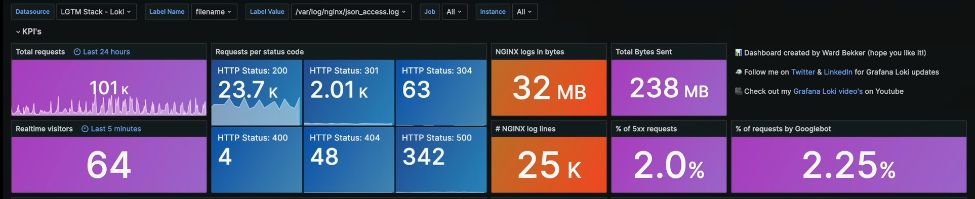 Datasource LGTM Stack - Loki Label Name filename Label Value /var/log/nginx/json_access.log Job All Instance All
KPI's
Total requests Last 24 hours
101 K
Requests per status code
HTTP Status: 200
23.7 K
HTTP Status: 301
2.01 K
HTTP Status: 304
63
HTTP Status: 400
4
HTTP Status: 404
48
HTTP Status: 500
342
NGINX logs in bytes
32 MB
Total Bytes Sent
238 MB
Dashboard created by Ward Bekker (hope you like it!)
Follow me on Twitter & LinkedIn for Grafana Loki updates
Check out my Grafana Loki video's on Youtube
Realtime visitors Last 5 minutes
64
# NGINX log lines
25 K
% of 5xx requests
2.0%
% of requests by Googlebot
2.25%